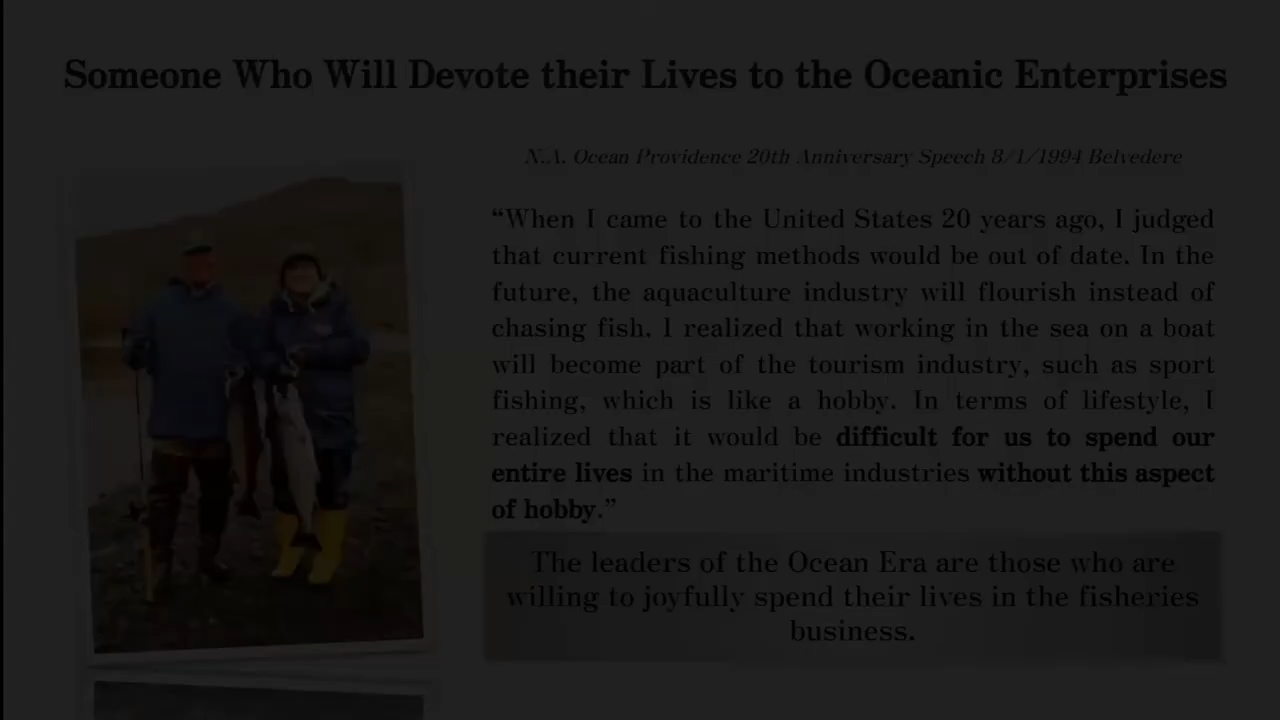 Someone Who Will Devote their Lives to the Oceanic Enterprises
N.A. Ocean Providence 20th Anniversary Speech 8/1/1994 Belvedere
“When I came to the United States 20 years ago, I judged
that current fishing methods would be out of date. In the
future, the aquaculture industry will flourish instead of
chasing fish. I realized that working in the sea on a boat
will become part of the tourism industry, such as sport
fishing, which is like a hobby. In terms of lifestyle, I
realized that it would be difficult for us to spend our
entire lives in the maritime industries without this aspect
of hobby.”
The leaders of the Ocean Era are those who are
willing to joyfully spend their lives in the fisheries
business.